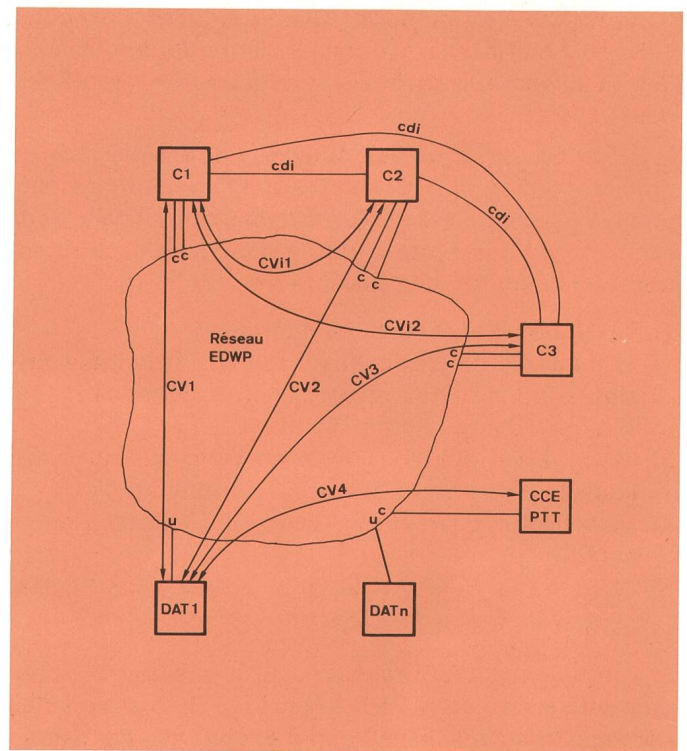 cdi
C1
cdi
C2
cdi
c c
CVi1
c c
CVi2
Réseau
EDWP
C3
c
c
CV1
CV2
CV3
CV4
CCE
PTT
u
u c
DAT1
DATn